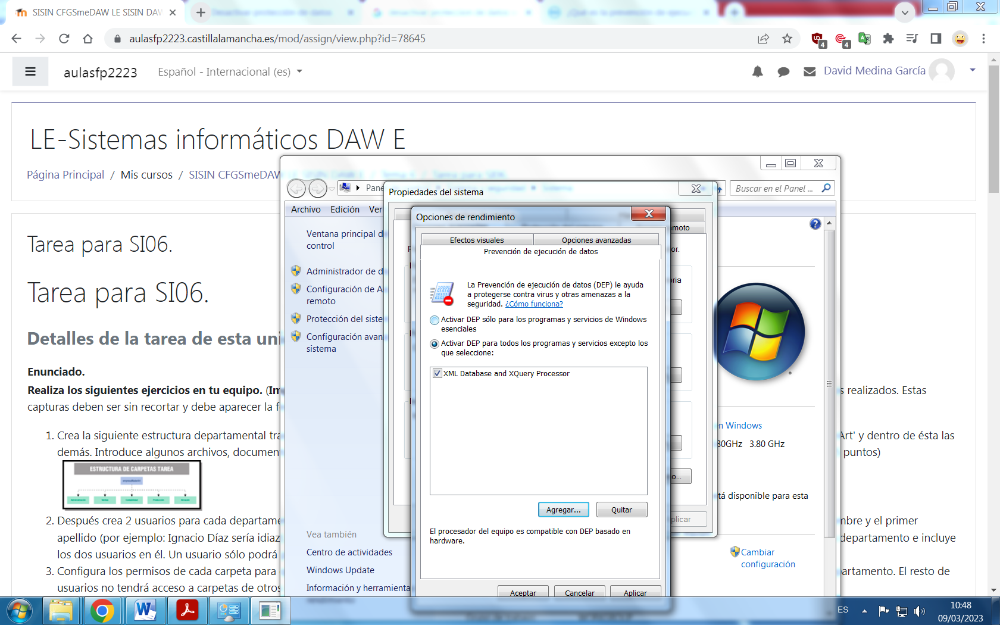 SISIN CFGSmeDAW LE SISIN DAW
aulasfp2223.castillalamancha.es/mod/assign/view.php?id=78645
4
4
aulasfp2223
Español - Internacional (es)
David Medina García
LE-Sistemas informáticos DAW E
Página Principal / Mis cursos / SISIN CFGSmeDAW
Tarea para SI06.
Tarea para SI06.
Detalles de la tarea de esta uni
Enunciado.
Realiza los siguientes ejercicios en tu equipo. (Im
s realizados. Estas
capturas deben ser sin recortar y debe aparecer la f
1. Crea la siguiente estructura departamental tra
Art' y dentro de ésta las
demás. Introduce algunos archivos, documen
puntos)
ESTRUCTURA DE CARPETAS TAREA
2. Después crea 2 usuarios para cada departame
mbre y el primer
apellido (por ejemplo: Ignacio Díaz sería idiaz
departamento e incluye
los dos usuarios en él. Un usuario sólo podrá
3. Configura los permisos de cada carpeta para
artamento. El resto de
usuarios no tendrá acceso a carpetas de otros
Pane
Buscar en el Panel ...
Archivo Edición Ver
Ventana principal d
control
Administrador de d
Configuración de A
remoto
Protección del siste
Configuración avan
sistema
Vea también
Centro de actividades
Windows Update
Información y herramienta
en Windows
80GHz 3.80 GHz
tá disponible para esta
Cambiar
configuración
Propiedades del sistema
emoto
or.
oria
o...
plicar
Opciones de rendimiento
Efectos visuales
Opciones avanzadas
Prevención de ejecución de datos
La Prevención de ejecución de datos (DEP) le ayuda
a protegerse contra virus y otras amenazas a la
seguridad. ¿Cómo funciona?
Activar DEP sólo para los programas y servicios de Windows
esenciales
Activar DEP para todos los programas y servicios excepto los
que seleccione:
XML Database and XQuery Processor
Agregar...
Quitar
El procesador del equipo es compatible con DEP basado en
hardware.
Aceptar
Cancelar
Aplicar
ES
10:48
09/03/2023